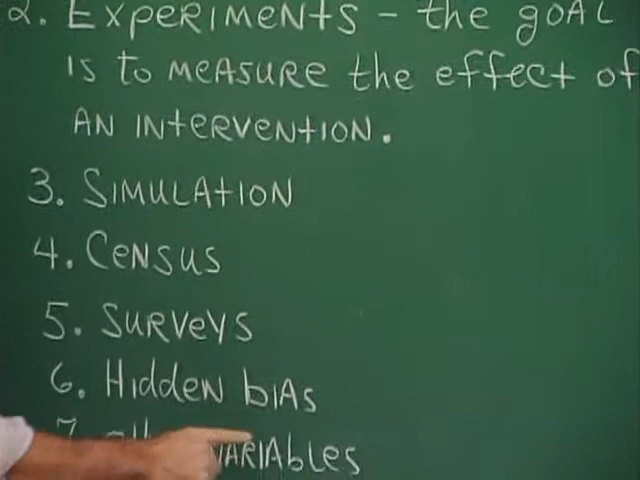 2. Experiments - the goal
is to measure the effect of
an intervention.
3. Simulation
4. Census
5. Surveys
6. Hidden bias
7. variables